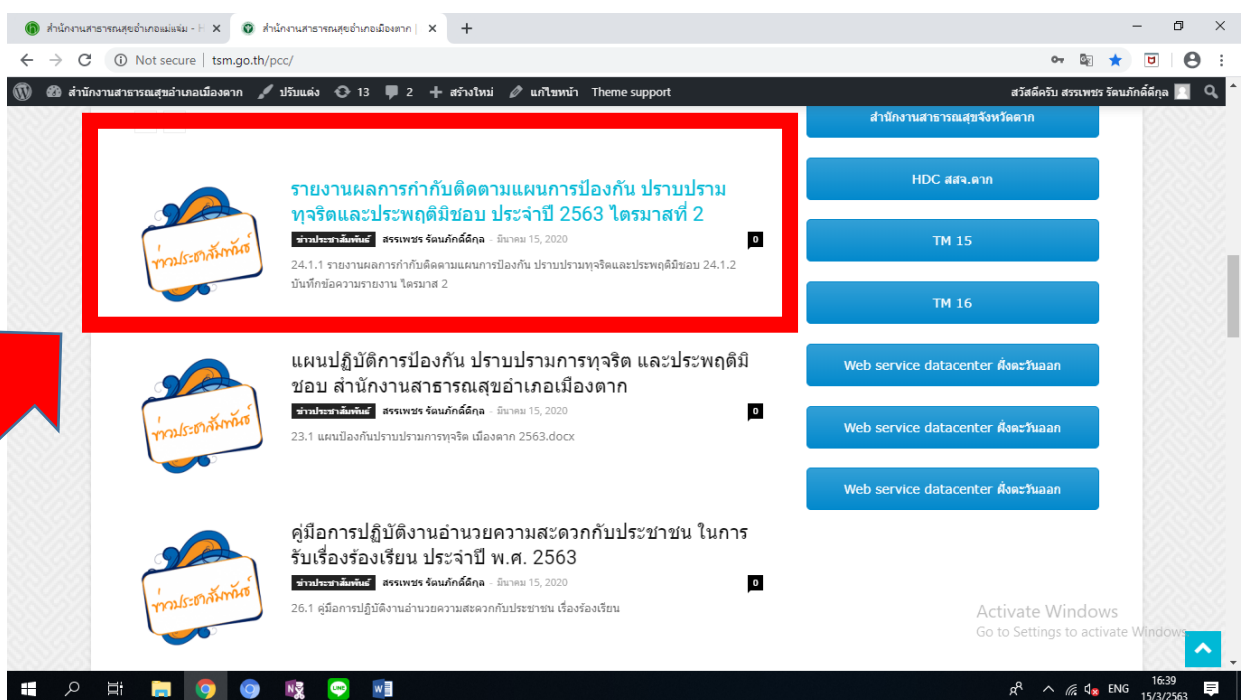 สำนักงานสาธารณสุขอำเภอแม่แจ่ม - H
สำนักงานสาธารณสุขอำเภอเมืองตาก |
Not secure | tsm.go.th/pcc/
สำนักงานสาธารณสุขอำเภอเมืองตาก ปรับแต่ง 13 2 + สร้างใหม่ แก้ไขหน้า Theme support สวัสดีครับ สรรเพชร รัตนภักดิ์ดีกุล
รายงานผลการกำกับติดตามแผนการป้องกัน ปราบปราม
ทุจริตและประพฤติมิชอบ ประจำปี 2563 ไตรมาสที่ 2
ข่าวประชาสัมพันธ์ สรรเพชร รัตนภักดิ์ดีกุล - มีนาคม 15, 2020 0
24.1.1 รายงานผลการกำกับติดตามแผนการป้องกัน ปราบปรามทุจริตและประพฤติมิชอบ 24.1.2
บันทึกข้อความรายงาน ไตรมาส 2
ข่าวประชาสัมพันธ์
แผนปฏิบัติการป้องกัน ปราบปรามการทุจริต และประพฤติมิ
ชอบ สำนักงานสาธารณสุขอำเภอเมืองตาก
ข่าวประชาสัมพันธ์ สรรเพชร รัตนภักดิ์ดีกุล - มีนาคม 15, 2020 0
23.1 แผนป้องกันปราบปรามการทุจริต เมืองตาก 2563.docx
ข่าวประชาสัมพันธ์
คู่มือการปฏิบัติงานอำนวยความสะดวกกับประชาชน ในการ
รับเรื่องร้องเรียน ประจำปี พ.ศ. 2563
ข่าวประชาสัมพันธ์ สรรเพชร รัตนภักดิ์ดีกุล - มีนาคม 15, 2020 0
26.1 คู่มือการปฏิบัติงานอำนวยความสะดวกกับประชาชน เรื่องร้องเรียน
ข่าวประชาสัมพันธ์
สำนักงานสาธารณสุขจังหวัดตาก
HDC สสจ.ตาก
TM 15
TM 16
Web service datacenter ฝั่งตะวันออก
Web service datacenter ฝั่งตะวันออก
Web service datacenter ฝั่งตะวันออก
Activate Windows
Go to Settings to activate Windows.
ENG
16:39
15/3/2563